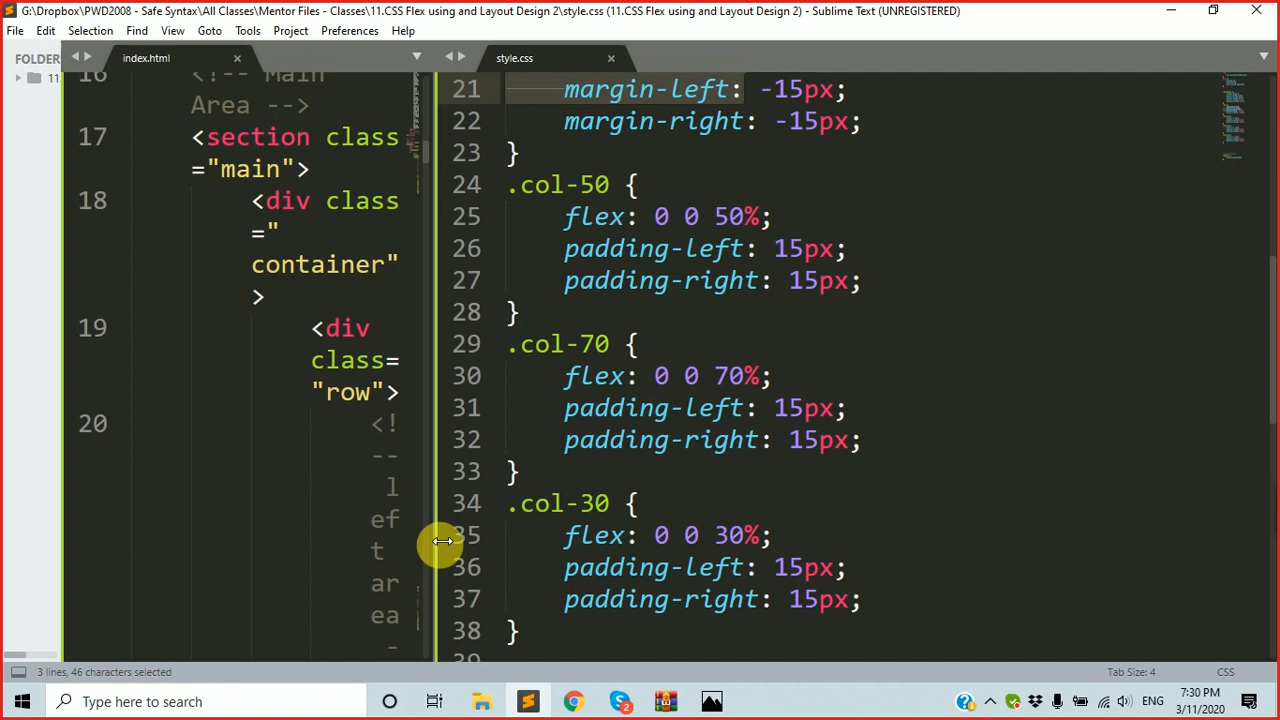 G:\Dropbox\PWD2008 - Safe Syntax\All Classes\Mentor Files - Classes\11.CSS Flex using and Layout Design 2\style.css (11.CSS Flex using and Layout Design 2) - Sublime Text (UNREGISTERED)
File Edit Selection Find View Goto Tools Project Preferences Help
FOLDERS
11.
index.html
16 <!-- Main
Area -->
17 <section class
="main">
18 <div class
="
container"
>
19 <div
class=
"row">
20 <!
--
l
ef
t
ar
ea
-
style.css
21 margin-left: -15px;
22 margin-right: -15px;
23 }
24 .col-50 {
25 flex: 0 0 50%;
26 padding-left: 15px;
27 padding-right: 15px;
28 }
29 .col-70 {
30 flex: 0 0 70%;
31 padding-left: 15px;
32 padding-right: 15px;
33 }
34 .col-30 {
35 flex: 0 0 30%;
36 padding-left: 15px;
37 padding-right: 15px;
38 }
39
3 lines, 46 characters selected
Tab Size: 4
CSS
Type here to search
2
ENG
7:30 PM
3/11/2020